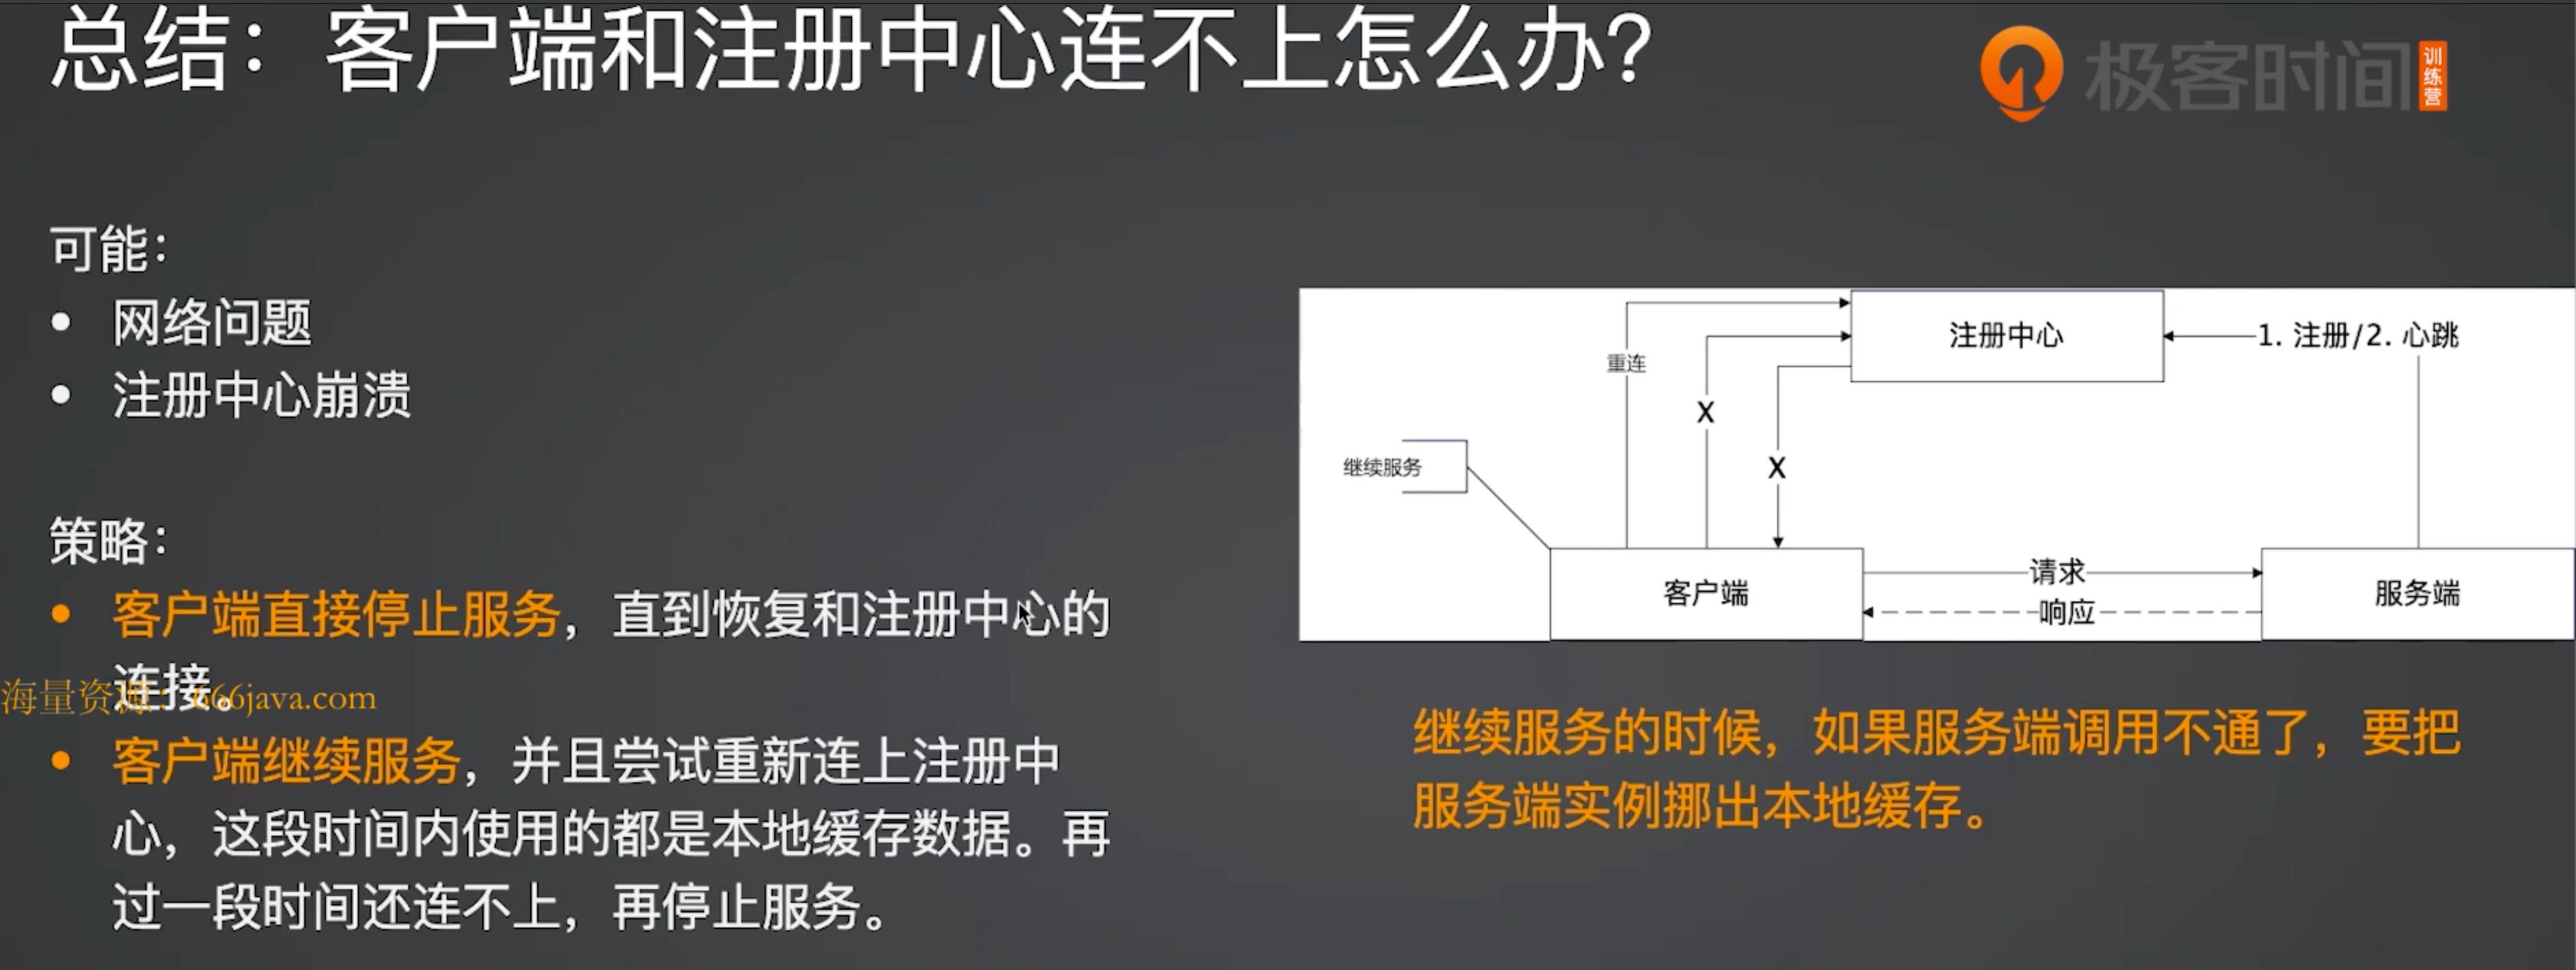 总结：客户端和注册中心连不上怎么办？
极客时间
训练营
可能：
• 网络问题
• 注册中心崩溃
策略：
• 客户端直接停止服务，直到恢复和注册中心的
连接。
海量资源：666java.com
• 客户端继续服务，并且尝试重新连上注册中
心，这段时间内使用的都是本地缓存数据。再
过一段时间还连不上，再停止服务。
注册中心
1. 注册/2. 心跳
重连
X
X
继续服务
客户端
请求
响应
服务端
继续服务的时候，如果服务端调用不通了，要把
服务端实例挪出本地缓存。